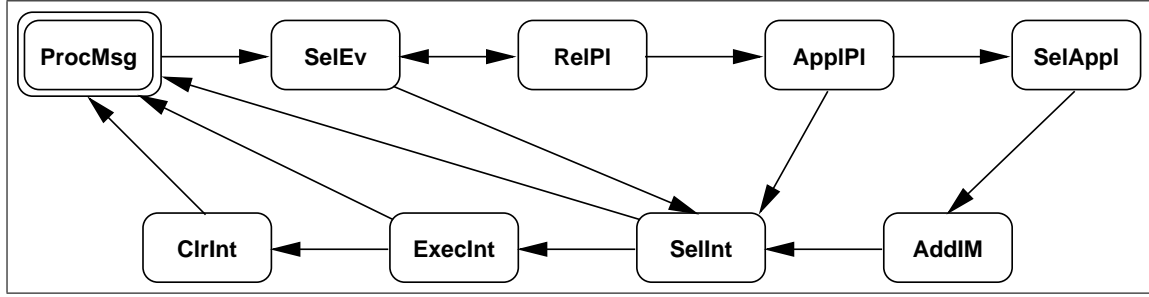 ProcMsg SelEv RelPl ApplPl SelAppl
ClrInt ExecInt SelInt AddIM